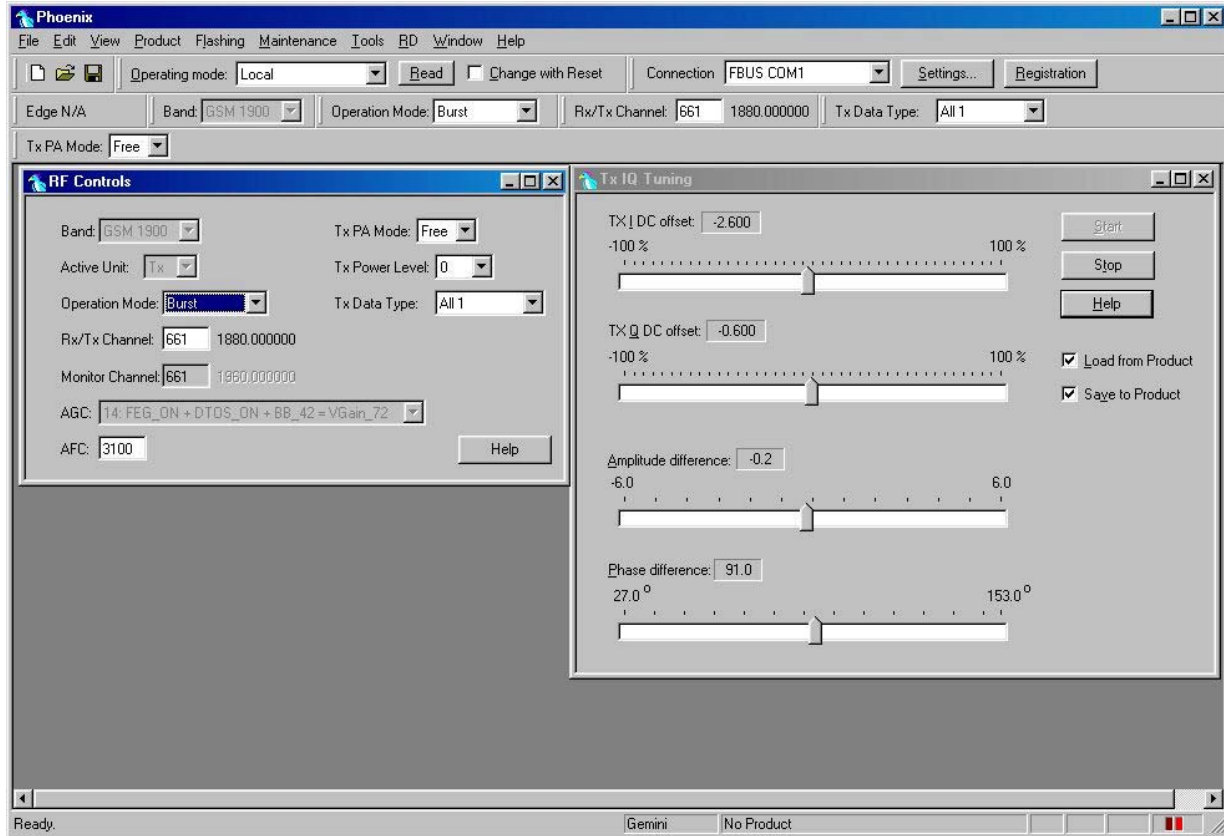 Phoenix
File Edit View Product Flashing Maintenance Tools RD Window Help
Operating mode: Local Read Change with Reset Connection FBUS COM1 Settings... Registration
Edge N/A Band: GSM 1900 Operation Mode: Burst Rx/Tx Channel: 661 1880.000000 Tx Data Type: All 1
Tx PA Mode: Free
RF Controls
Band: GSM 1900 Tx PA Mode: Free
Active Unit: Tx Tx Power Level: 0
Operation Mode: Burst Tx Data Type: All 1
Rx/Tx Channel: 661 1880.000000
Monitor Channel: 661 1960.000000
AGC: 14: FEG_ON + DTOS_ON + BB_42 = VGain_72
AFC: 3100 Help
Tx IQ Tuning
TX I DC offset: -2.600 Start
-100 % 100 %
Stop
Help
TX Q DC offset: -0.600
-100 % 100 % Load from Product
Save to Product
Amplitude difference: -0.2
-6.0 6.0
Phase difference: 91.0
27.0 º 153.0 º
Ready. Gemini No Product